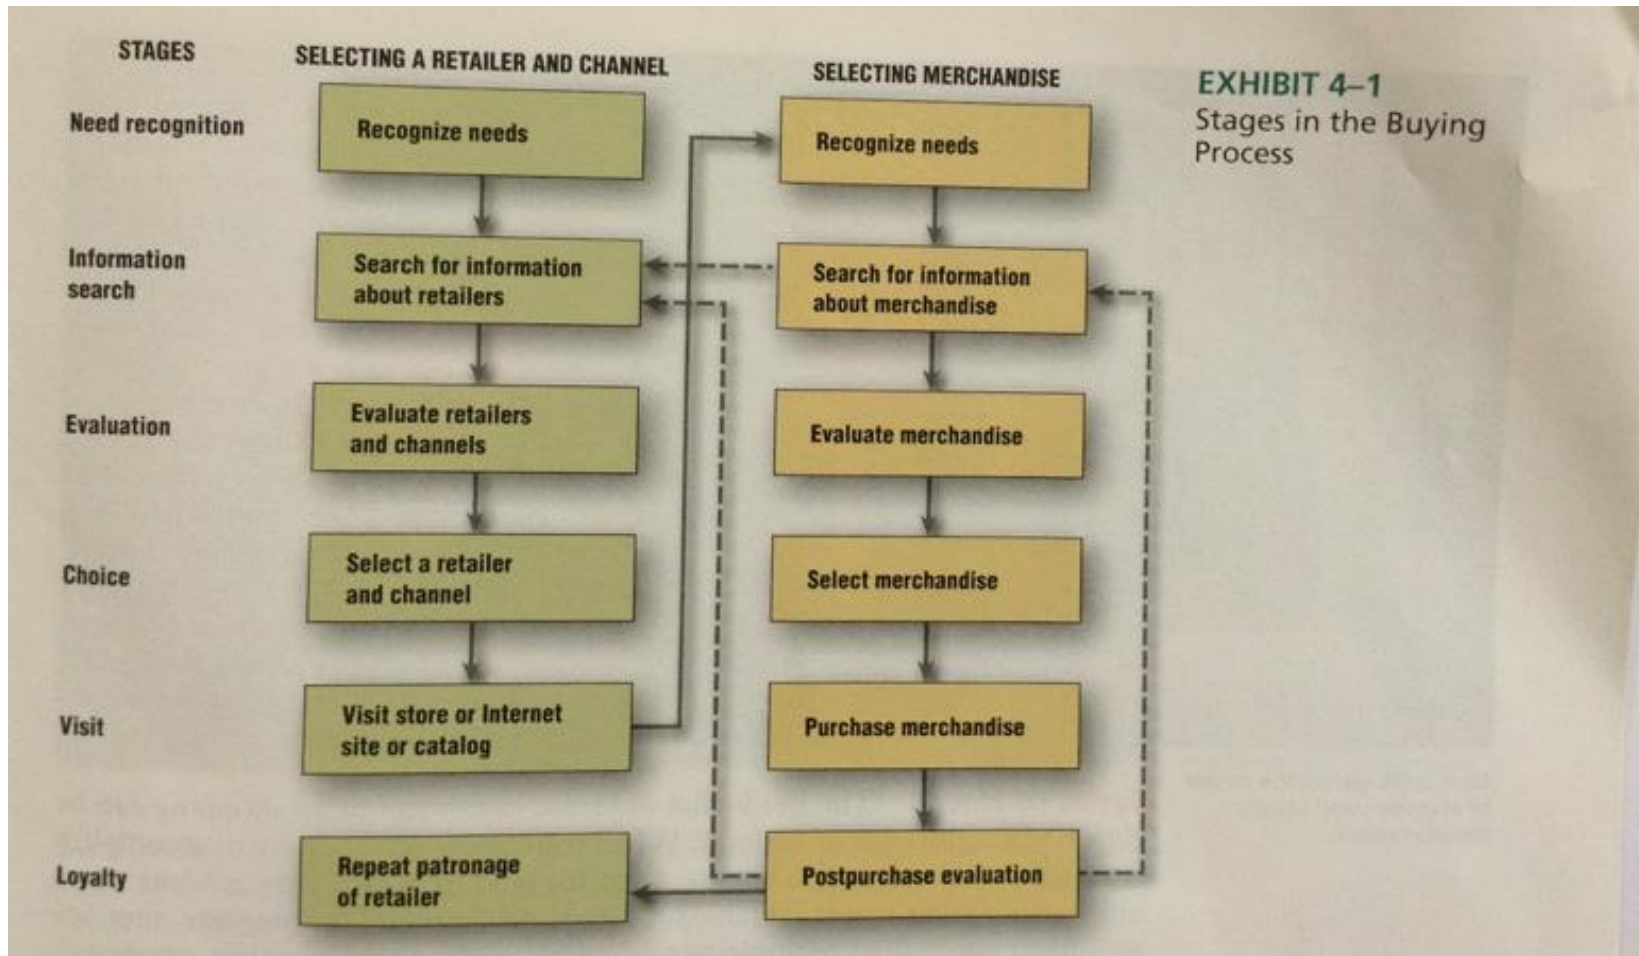 STAGES
SELECTING A RETAILER AND CHANNEL
SELECTING MERCHANDISE
EXHIBIT 4–1
Stages in the Buying
Process
Need recognition
Recognize needs
Recognize needs
Information
search
Search for information
about retailers
Search for information
about merchandise
Evaluation
Evaluate retailers
and channels
Evaluate merchandise
Choice
Select a retailer
and channel
Select merchandise
Visit
Visit store or Internet
site or catalog
Purchase merchandise
Loyalty
Repeat patronage
of retailer
Postpurchase evaluation